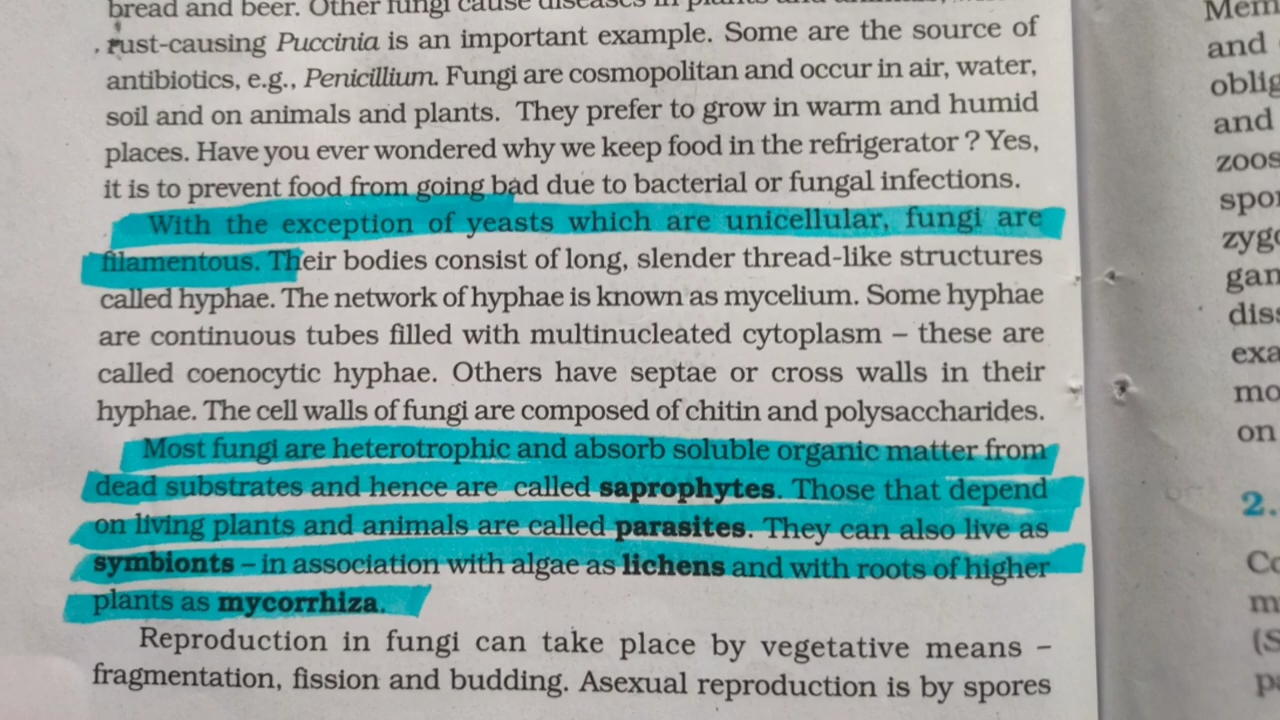 bread and beer. Other fungi cause diseases in plants and
rust-causing Puccinia is an important example. Some are the source of
antibiotics, e.g., Penicillium. Fungi are cosmopolitan and occur in air, water,
soil and on animals and plants. They prefer to grow in warm and humid
places. Have you ever wondered why we keep food in the refrigerator ? Yes,
it is to prevent food from going bad due to bacterial or fungal infections.
With the exception of yeasts which are unicellular, fungi are
filamentous. Their bodies consist of long, slender thread-like structures
called hyphae. The network of hyphae is known as mycelium. Some hyphae
are continuous tubes filled with multinucleated cytoplasm – these are
called coenocytic hyphae. Others have septae or cross walls in their
hyphae. The cell walls of fungi are composed of chitin and polysaccharides.
Most fungi are heterotrophic and absorb soluble organic matter from
dead substrates and hence are called saprophytes. Those that depend
on living plants and animals are called parasites. They can also live as
symbionts – in association with algae as lichens and with roots of higher
plants as mycorrhiza.
Reproduction in fungi can take place by vegetative means –
fragmentation, fission and budding. Asexual reproduction is by spores
and
and
on
2.